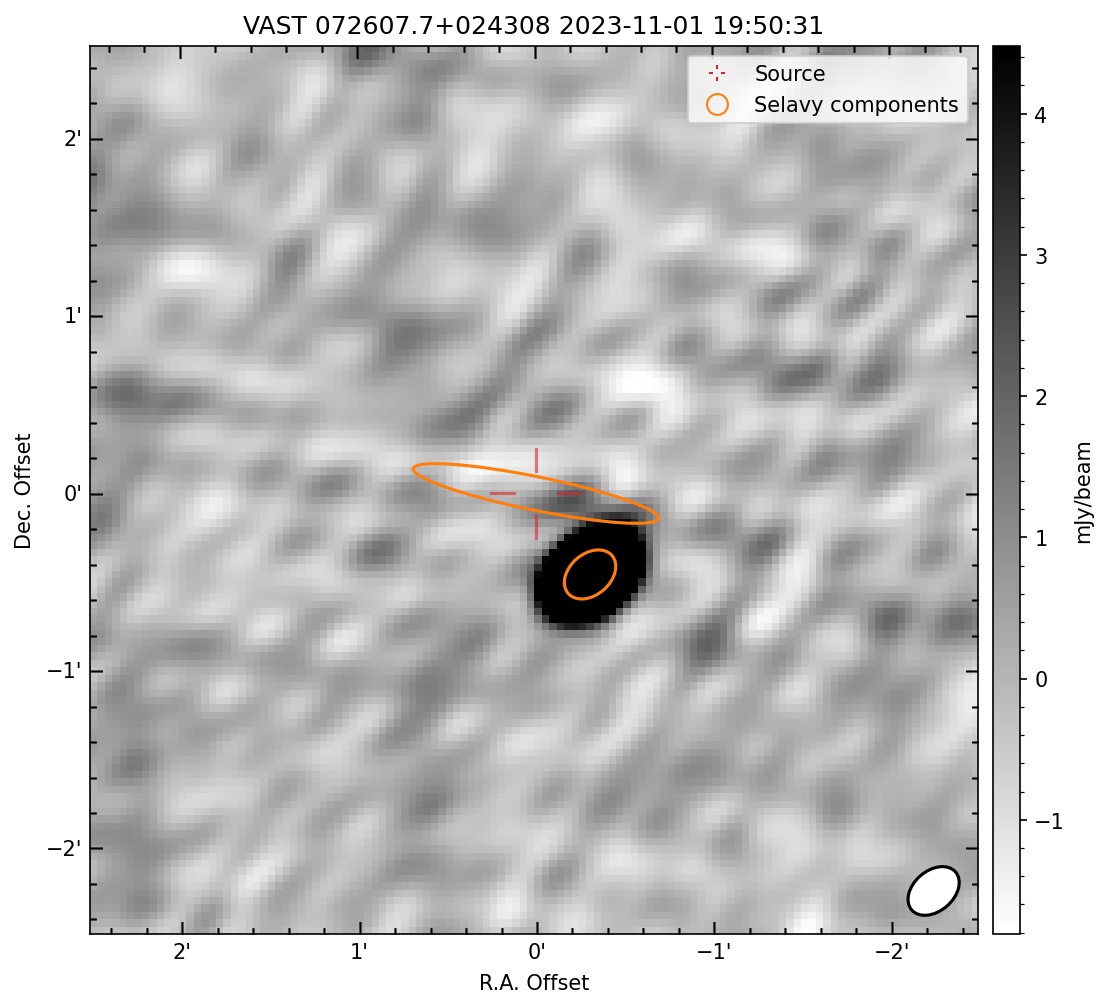 VAST 072607.7+024308 2023-11-01 19:50:31
Source
Selavy components
2'
1'
0'
−1'
−2'
Dec. Offset
2'
1'
0'
−1'
−2'
R.A. Offset
4
3
2
1
0
−1
mJy/beam